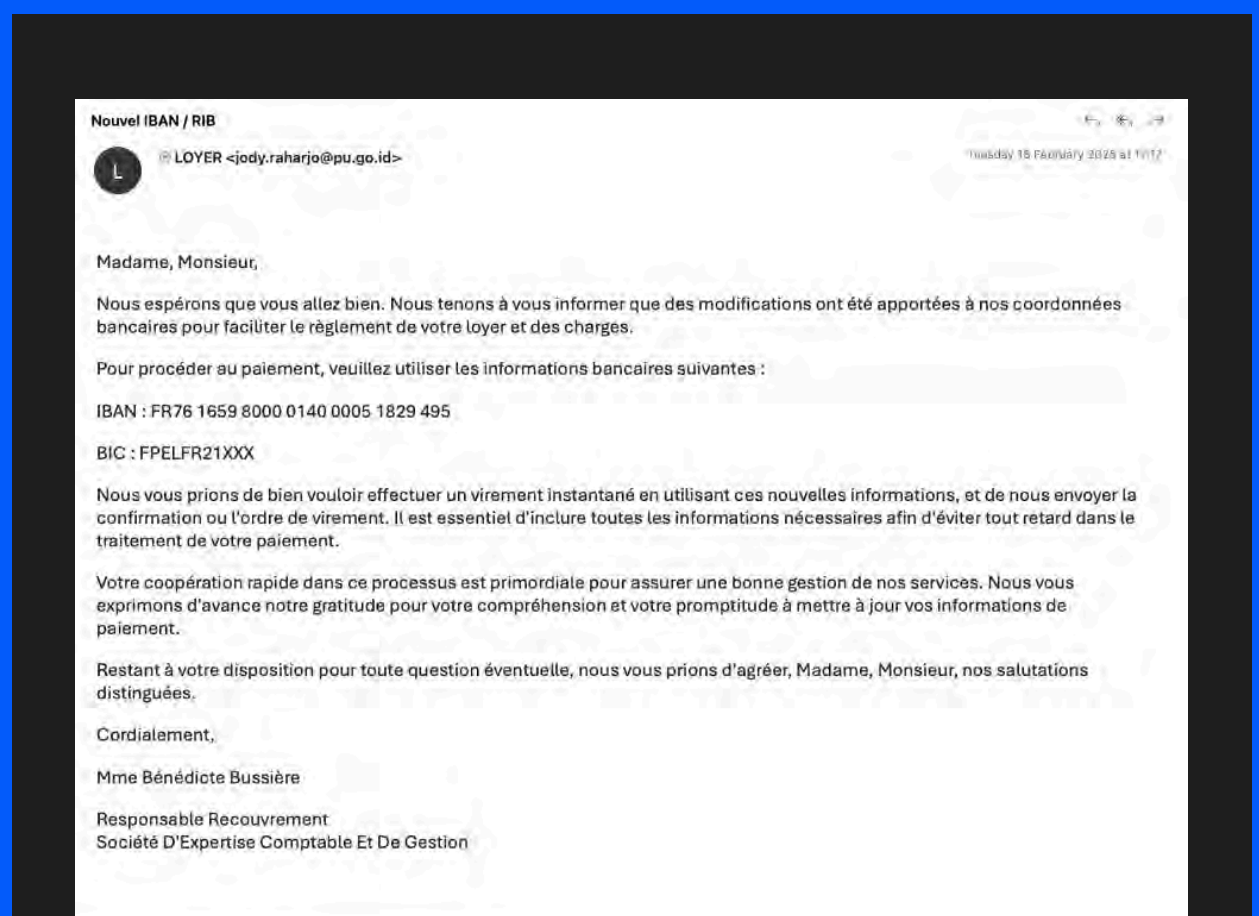 Nouvel IBAN / RIB
L
LOYER <jody.raharjo@pu.go.id>
February 2025 at
Madame, Monsieur,
Nous espérons que vous allez bien. Nous tenons à vous informer que des modifications ont été apportées à nos coordonnées
bancaires pour faciliter le règlement de votre loyer et des charges.
Pour procéder au paiement, veuillez utiliser les informations bancaires suivantes :
IBAN : FR76 1659 8000 0140 0005 1829 495
BIC : FPELFR21XXX
Nous vous prions de bien vouloir effectuer un virement instantané en utilisant ces nouvelles informations, et de nous envoyer la
confirmation ou l'ordre de virement. Il est essentiel d'inclure toutes les informations nécessaires afin d'éviter tout retard dans le
traitement de votre paiement.
Votre coopération rapide dans ce processus est primordiale pour assurer une bonne gestion de nos services. Nous vous
exprimons d'avance notre gratitude pour votre compréhension et votre promptitude à mettre à jour vos informations de
paiement.
Restant à votre disposition pour toute question éventuelle, nous vous prions d'agréer, Madame, Monsieur, nos salutations
distinguées.
Cordialement,
Mme Bénédicte Bussière
Responsable Recouvrement
Société D'Expertise Comptable Et De Gestion